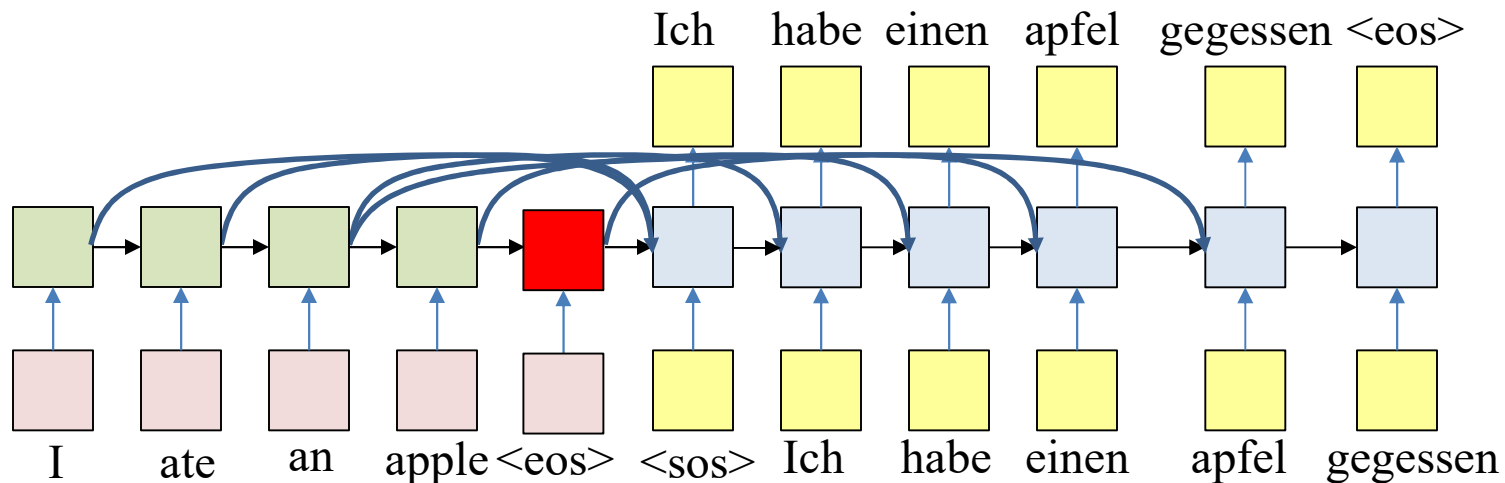 Ich habe einen apfel gegessen <eos>
I ate an apple <eos> <sos> Ich habe einen apfel gegessen